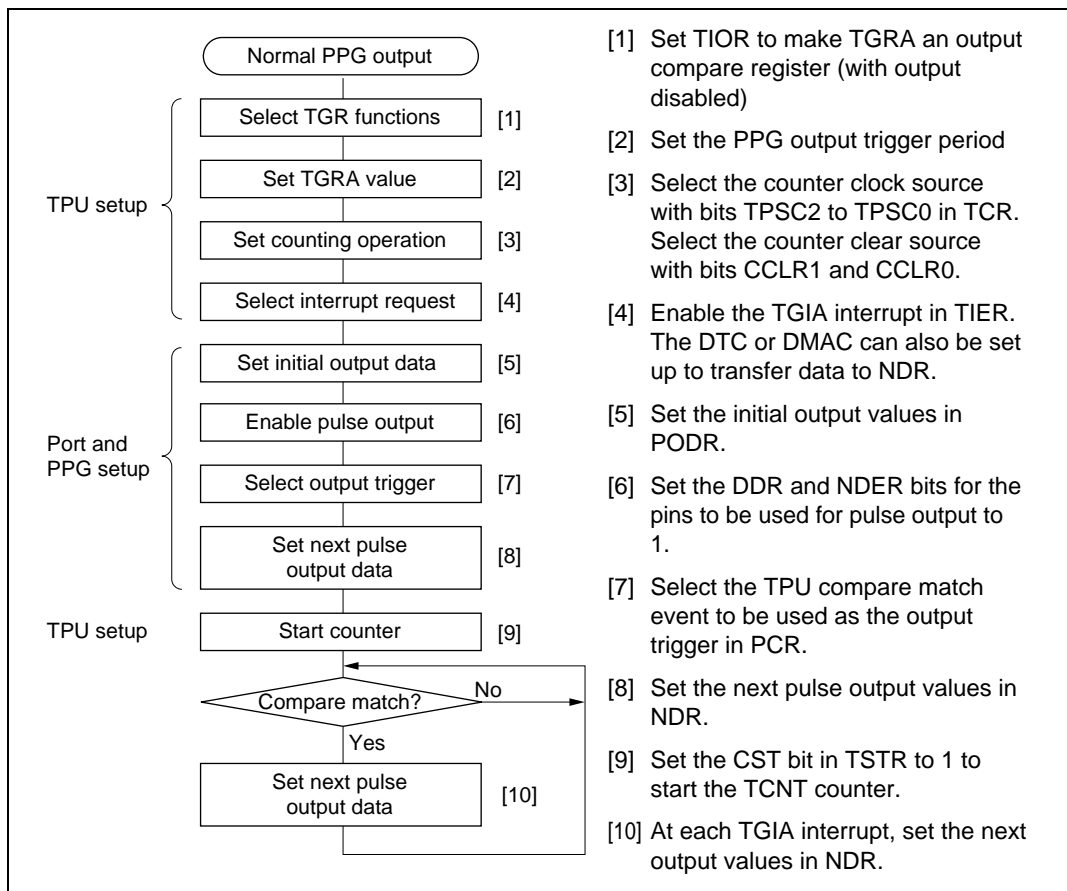 Normal PPG output
Select TGR functions [1]
Set TGRA value [2]
TPU setup
Set counting operation [3]
Select interrupt request [4]
Set initial output data [5]
Enable pulse output [6]
Port and
PPG setup
Select output trigger [7]
Set next pulse
output data
[8]
TPU setup
Start counter [9]
Compare match?
No
Yes
Set next pulse
output data
[10]
[1] Set TIOR to make TGRA an output
compare register (with output
disabled)
[2] Set the PPG output trigger period
[3] Select the counter clock source
with bits TPSC2 to TPSC0 in TCR.
Select the counter clear source
with bits CCLR1 and CCLR0.
[4] Enable the TGIA interrupt in TIER.
The DTC or DMAC can also be set
up to transfer data to NDR.
[5] Set the initial output values in
PODR.
[6] Set the DDR and NDER bits for the
pins to be used for pulse output to
1.
[7] Select the TPU compare match
event to be used as the output
trigger in PCR.
[8] Set the next pulse output values in
NDR.
[9] Set the CST bit in TSTR to 1 to
start the TCNT counter.
[10] At each TGIA interrupt, set the next
output values in NDR.